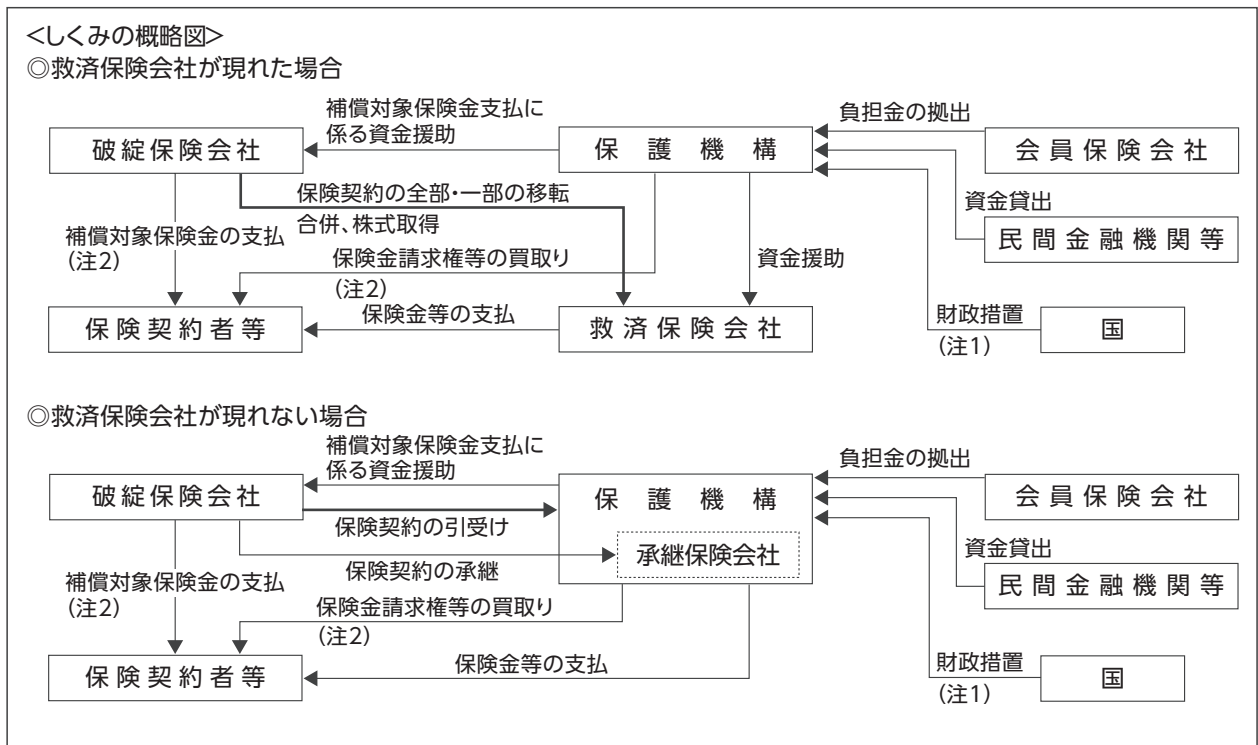 <しくみの概略図>
◎救済保険会社が現れた場合
補償対象保険金支払に
係る資金援助
負担金の拠出
破綻保険会社
保護機構
会員保険会社
保険契約の全部・一部の移転
合併、株式取得
資金貸出
民間金融機関等
補償対象保険金の支払
(注2)
保険金請求権等の買取り
(注2)
資金援助
保険金等の支払
財政措置
(注1)
保険契約者等
救済保険会社
国
◎救済保険会社が現れない場合
補償対象保険金支払に
係る資金援助
負担金の拠出
破綻保険会社
保護機構
会員保険会社
保険契約の引受け
承継保険会社
資金貸出
保険契約の承継
民間金融機関等
補償対象保険金の支払
(注2)
保険金請求権等の買取り
(注2)
保険金等の支払
財政措置
(注1)
保険契約者等
国